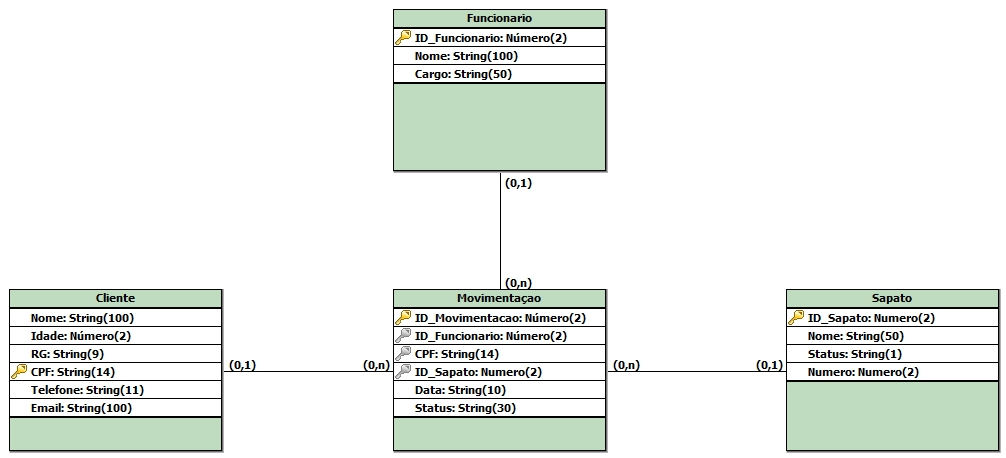 Funcionario
ID_Funcionario: Número(2)
Nome: String(100)
Cargo: String(50)
(0,1)
(0,n)
Cliente
Nome: String(100)
Idade: Número(2)
RG: String(9)
CPF: String(14)
Telefone: String(11)
Email: String(100)
(0,1)
(0,n)
Movimentaçao
ID_Movimentacao: Número(2)
ID_Funcionario: Número(2)
CPF: String(14)
ID_Sapato: Numero(2)
Data: String(10)
Status: String(30)
(0,n)
(0,1)
Sapato
ID_Sapato: Numero(2)
Nome: String(50)
Status: String(1)
Numero: Numero(2)